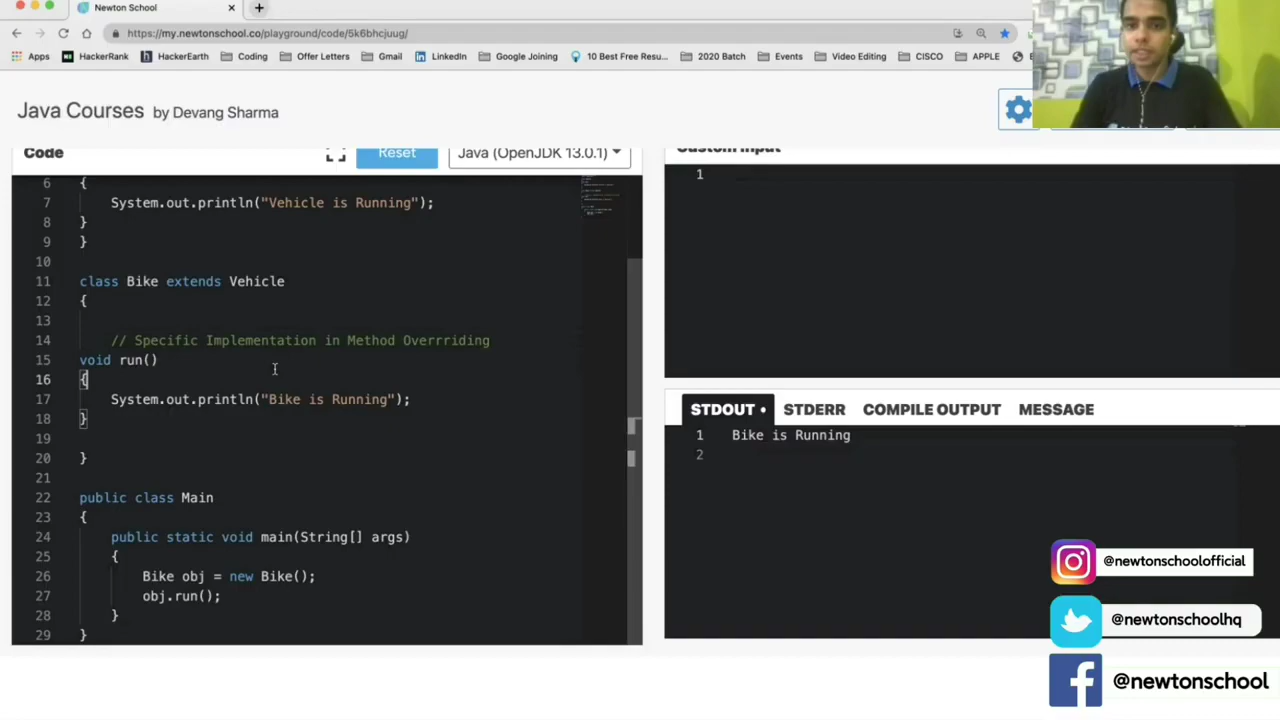 Newton School
https://my.newtonschool.co/playground/code/5k6bhcjuug/
Apps HackerRank HackerEarth Coding Offer Letters Gmail LinkedIn Google Joining 10 Best Free Resu... 2020 Batch Events Video Editing CISCO APPLE
Java Courses by Devang Sharma
Code Reset Java (OpenJDK 13.0.1)
6 {
7 System.out.println("Vehicle is Running");
8 }
9 }
10
11 class Bike extends Vehicle
12 {
13
14 // Specific Implementation in Method Overrriding
15 void run()
16 {
17 System.out.println("Bike is Running");
18 }
19
20 }
21
22 public class Main
23 {
24 public static void main(String[] args)
25 {
26 Bike obj = new Bike();
27 obj.run();
28 }
29 }
Custom Input
1
STDOUT • STDERR COMPILE OUTPUT MESSAGE
1 Bike is Running
2
@newtonschoolofficial
@newtonschoolhq
@newtonschool